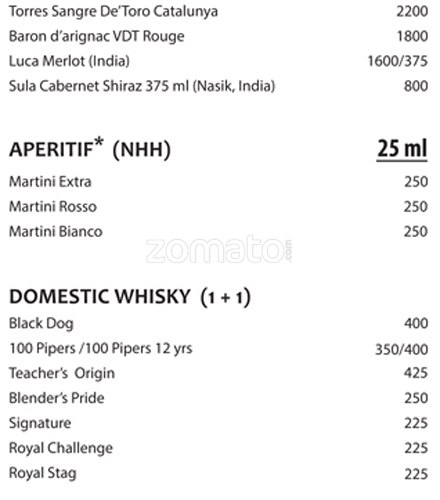 Torres Sangre De'Toro Catalunya 2200
Baron d'arignac VDT Rouge 1800
Luca Merlot (India) 1600/375
Sula Cabernet Shiraz 375 ml (Nasik, India) 800
APERITIF* (NHH) 25 ml
Martini Extra 250
Martini Rosso 250
Martini Bianco 250
zomato.com
DOMESTIC WHISKY (1 + 1)
Black Dog 400
100 Pipers /100 Pipers 12 yrs 350/400
Teacher's Origin 425
Blender's Pride 250
Signature 225
Royal Challenge 225
Royal Stag 225